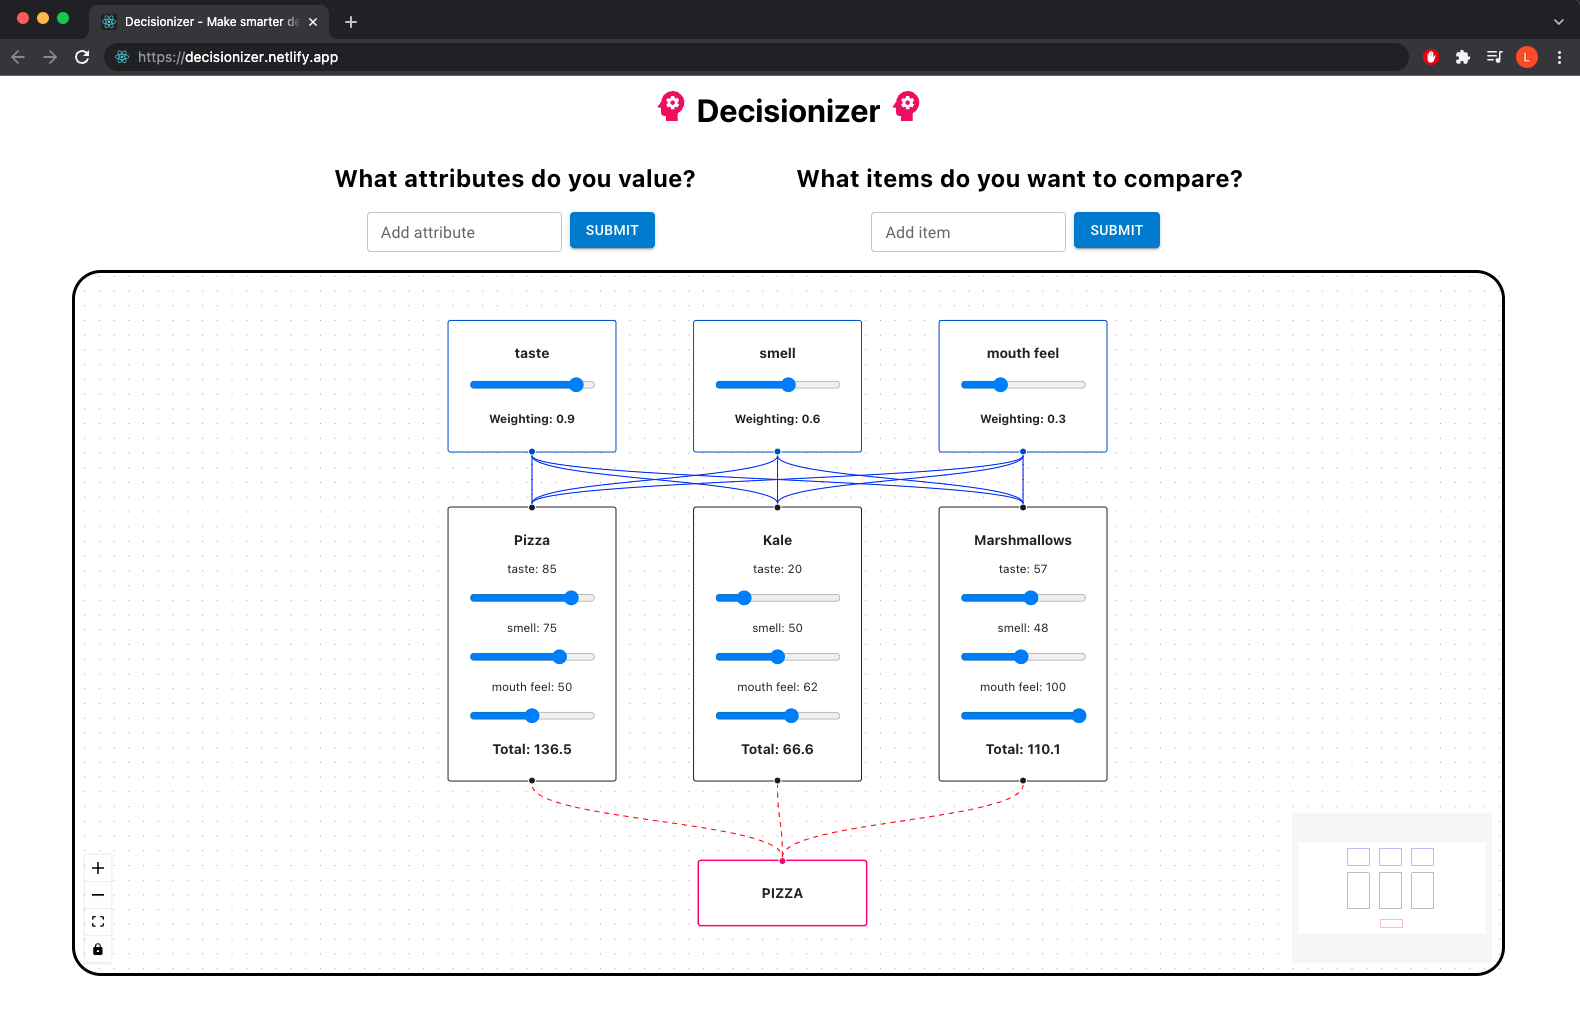 Decisionizer - Make smarter de
https://decisionizer.netlify.app
L
Decisionizer
What attributes do you value?
What items do you want to compare?
Add attribute
SUBMIT
Add item
SUBMIT
taste
Weighting: 0.9
smell
Weighting: 0.6
mouth feel
Weighting: 0.3
Pizza
taste: 85
smell: 75
mouth feel: 50
Total: 136.5
Kale
taste: 20
smell: 50
mouth feel: 62
Total: 66.6
Marshmallows
taste: 57
smell: 48
mouth feel: 100
Total: 110.1
PIZZA